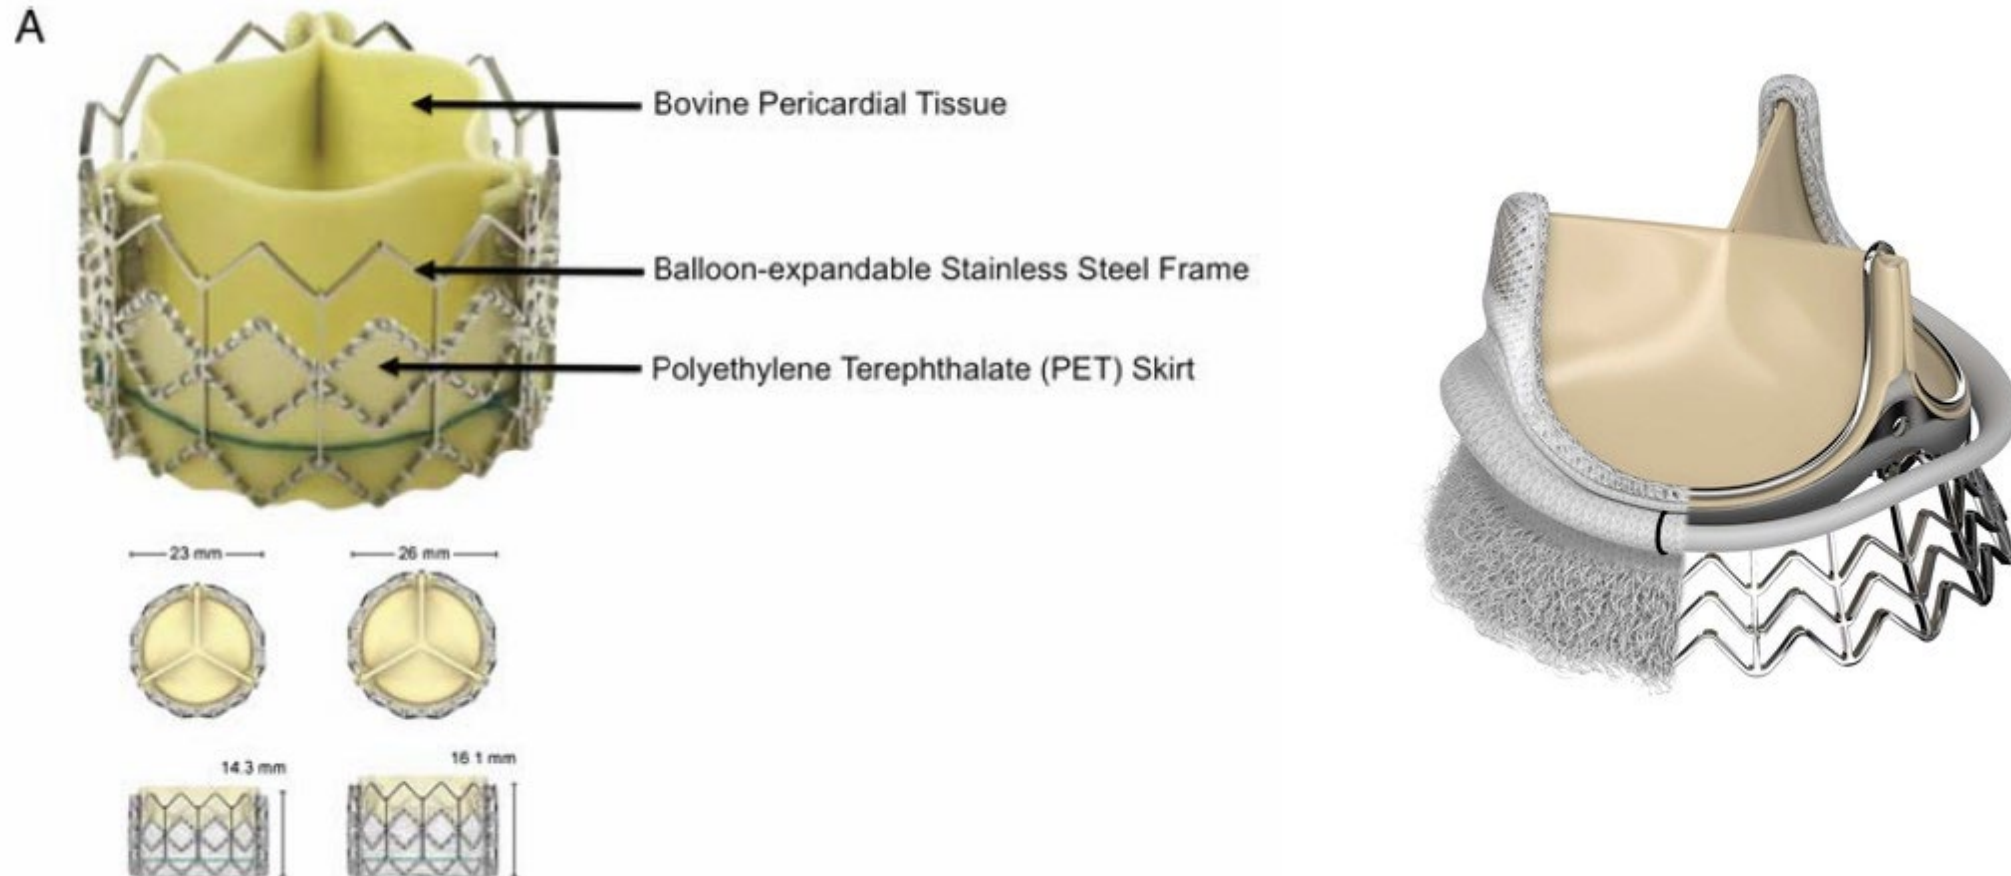 A
Bovine Pericardial Tissue
Balloon-expandable Stainless Steel Frame
Polyethylene Terephthalate (PET) Skirt
23 mm
26 mm
14.3 mm
16 1 mm